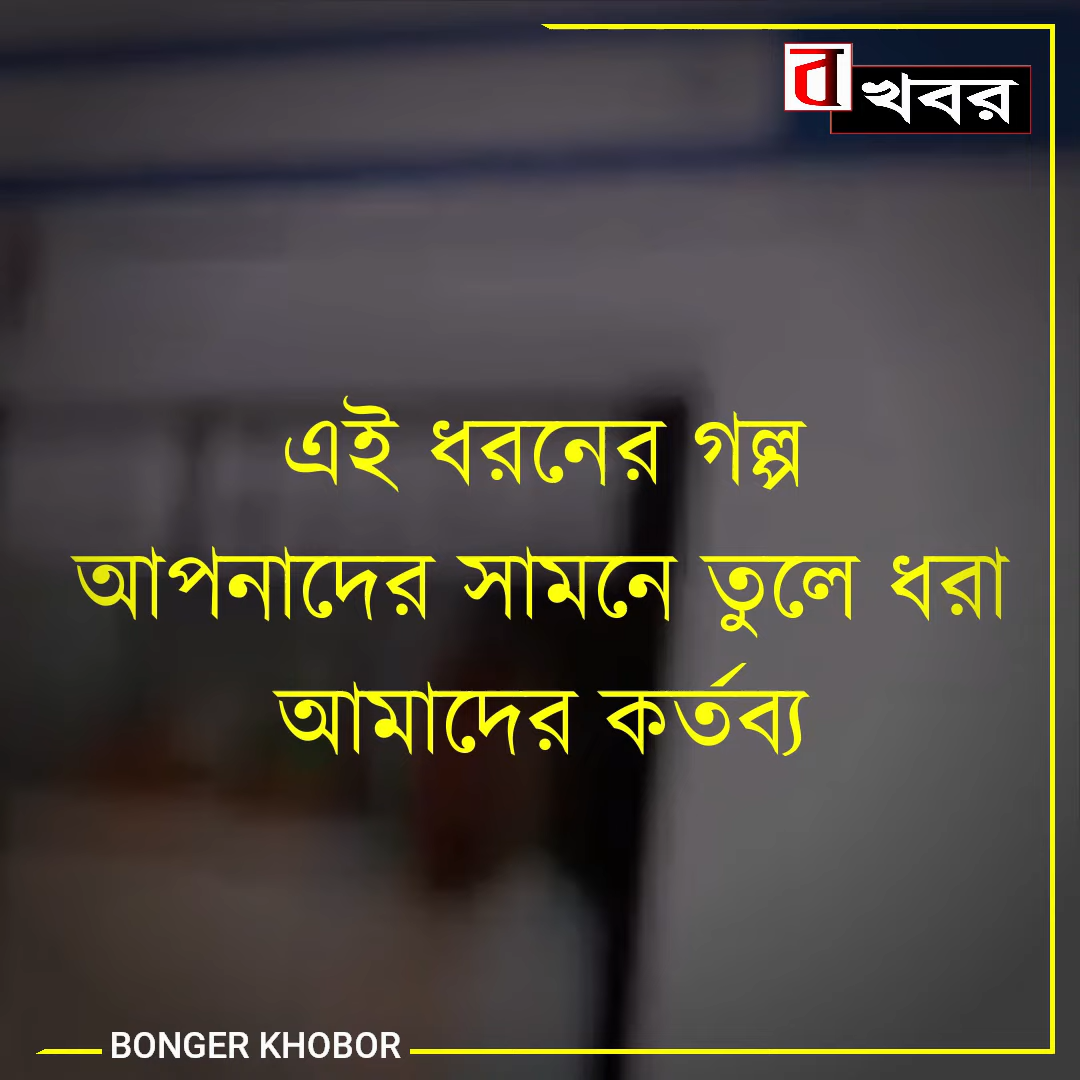 ব খবর
এই ধরনের গল্প
আপনাদের সামনে তুলে ধরা
আমাদের কর্তব্য
BONGER KHOBOR